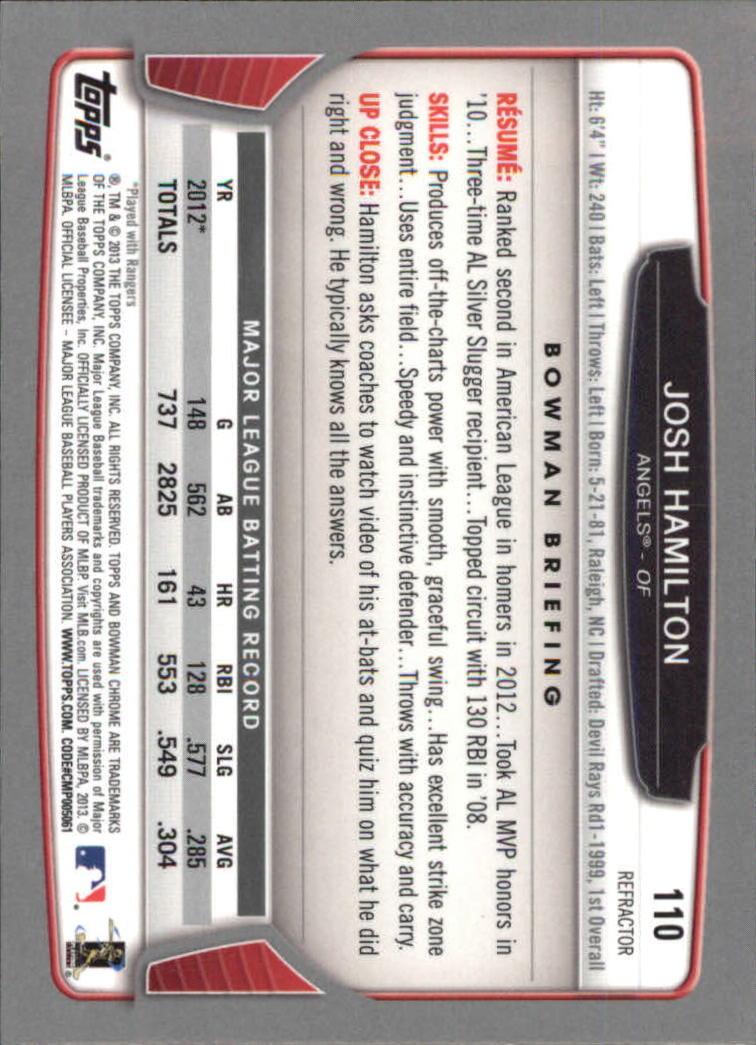 110
REFRACTOR
JOSH HAMILTON
ANGELS® - OF
Ht: 6'4" | Wt: 240 | Bats: Left | Throws: Left | Born: 5-21-81, Raleigh, NC | Drafted: Devil Rays Rd1-1999, 1st Overall
BOWMAN BRIEFING
RÉSUMÉ: Ranked second in American League in homers in 2012...Took AL MVP honors in
'10...Three-time AL Silver Slugger recipient...Topped circuit with 130 RBI in '08.
SKILLS: Produces off-the-charts power with smooth, graceful swing...Has excellent strike zone
judgment...Uses entire field...Speedy and instinctive defender...Throws with accuracy and carry.
UP CLOSE: Hamilton asks coaches to watch video of his at-bats and quiz him on what he did
right and wrong. He typically knows all the answers.
MAJOR LEAGUE BATTING RECORD
YR G AB HR RBI SLG AVG
2012* 148 562 43 128 .577 .285
TOTALS 737 2825 161 553 .549 .304
*Played with Rangers
topps®
® TM & © 2013 THE TOPPS COMPANY, INC. ALL RIGHTS RESERVED. TOPPS AND BOWMAN CHROME ARE TRADEMARKS
OF THE TOPPS COMPANY, INC. Major League Baseball trademarks and copyrights are used with permission of Major
League Baseball Properties, Inc. OFFICIALLY LICENSED PRODUCT OF MLBP. Visit MLB.com. LICENSED BY MLBPA, 2013. ©
MLBPA. OFFICIAL LICENSEE – MAJOR LEAGUE BASEBALL PLAYERS ASSOCIATION. WWW.TOPPS.COM. CODE#CMP005061